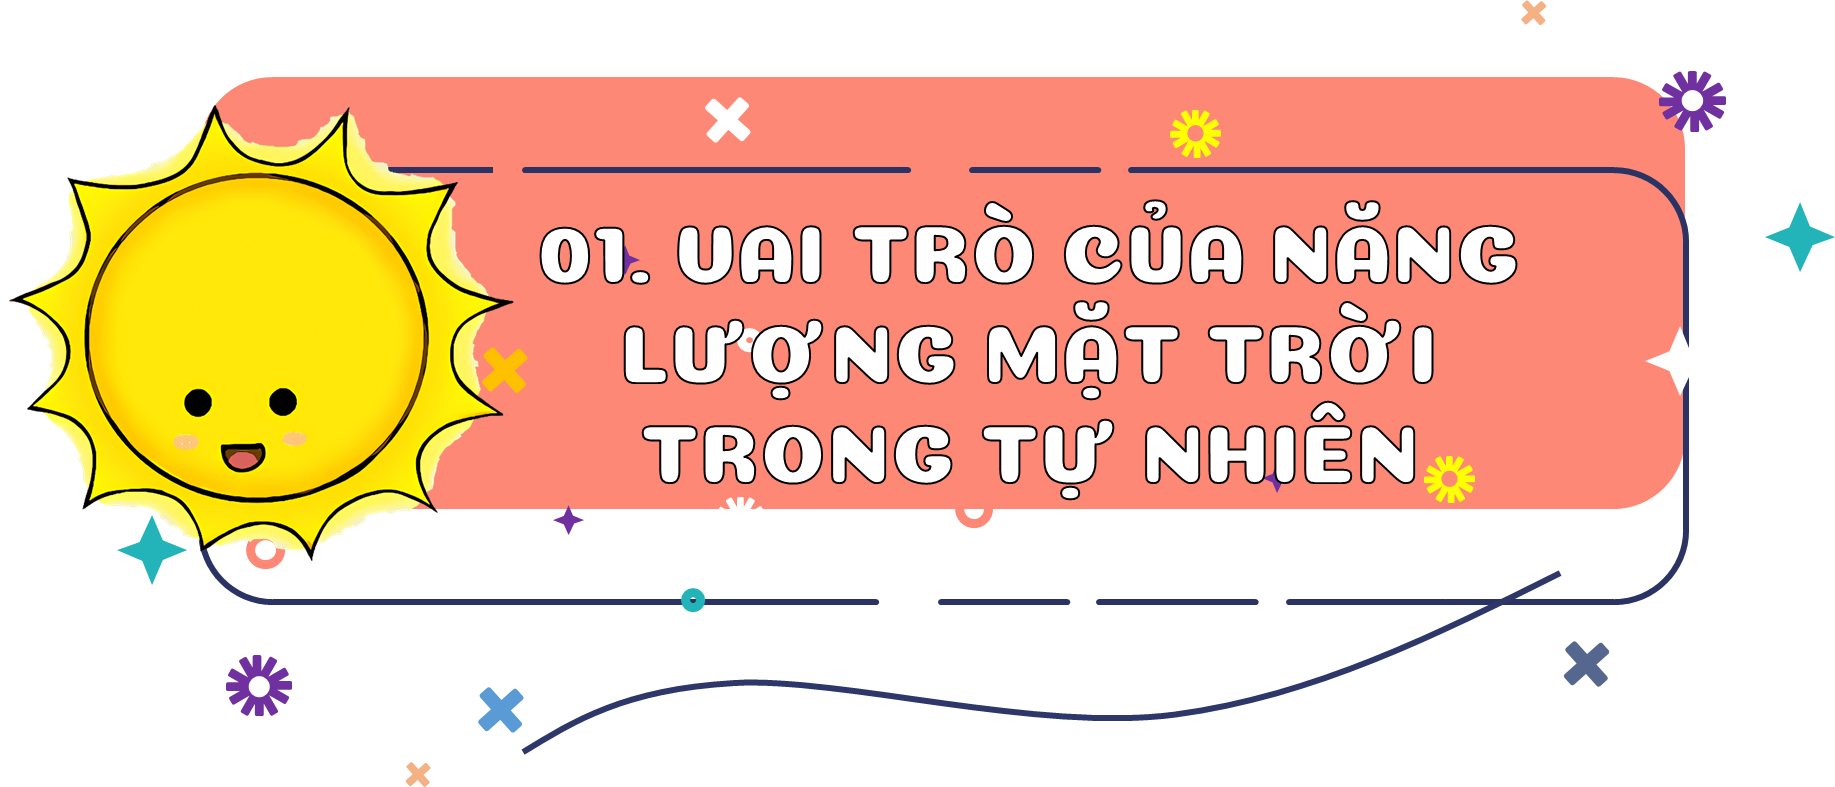 01. VAI TRÒ CỦA NĂNG
LƯỢNG MẶT TRỜI
TRONG TỰ NHIÊN